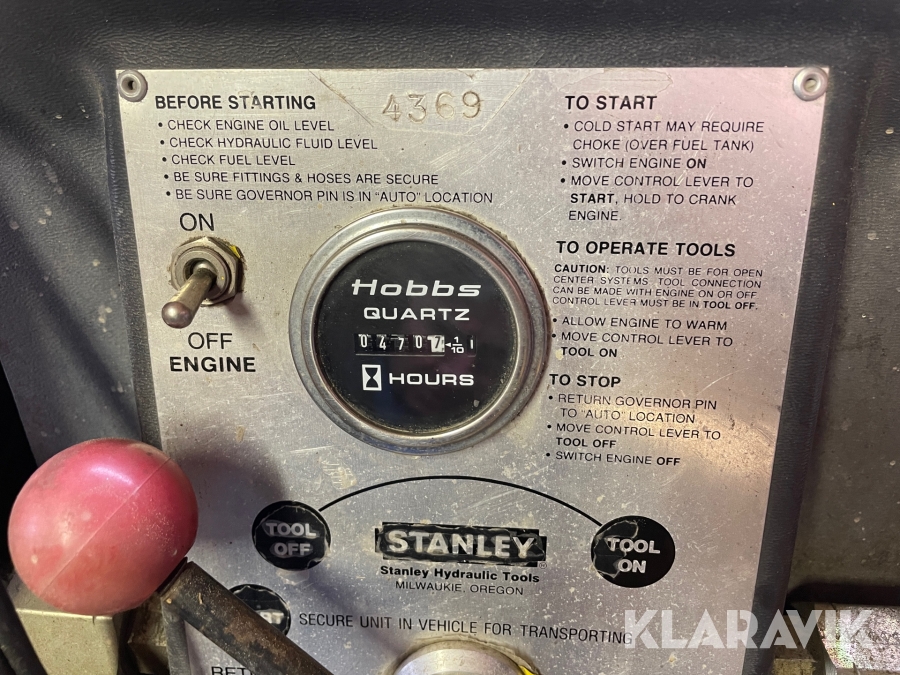 4369
BEFORE STARTING
• CHECK ENGINE OIL LEVEL
• CHECK HYDRAULIC FLUID LEVEL
• CHECK FUEL LEVEL
• BE SURE FITTINGS & HOSES ARE SECURE
• BE SURE GOVERNOR PIN IS IN "AUTO" LOCATION
ON
OFF
ENGINE
Hobbs
QUARTZ
04707 1/10
HOURS
TO START
• COLD START MAY REQUIRE
CHOKE (OVER FUEL TANK)
• SWITCH ENGINE ON
• MOVE CONTROL LEVER TO
START, HOLD TO CRANK
ENGINE.
TO OPERATE TOOLS
CAUTION: TOOLS MUST BE FOR OPEN
CENTER SYSTEMS. TOOL CONNECTION
CAN BE MADE WITH ENGINE ON OR OFF.
CONTROL LEVER MUST BE IN TOOL OFF.
• ALLOW ENGINE TO WARM
• MOVE CONTROL LEVER TO
TOOL ON
TO STOP
• RETURN GOVERNOR PIN
TO "AUTO" LOCATION
• MOVE CONTROL LEVER TO
TOOL OFF
• SWITCH ENGINE OFF
TOOL
OFF
STANLEY
Stanley Hydraulic Tools
MILWAUKIE, OREGON
TOOL
ON
SECURE UNIT IN VEHICLE FOR TRANSPORTING
KLARAVIK